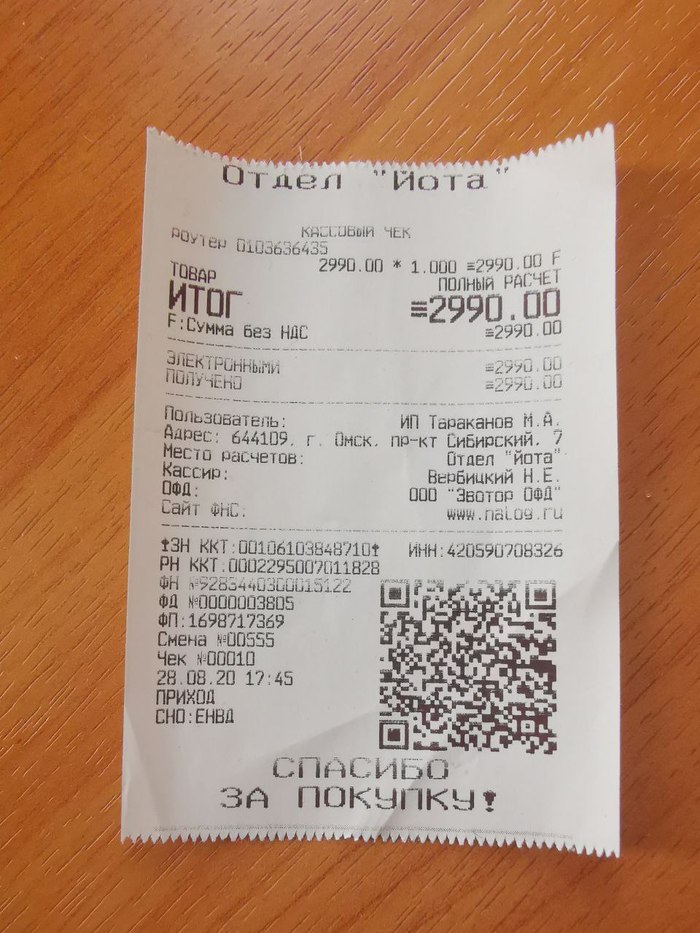 Отдел "Йота"
КАССОВЫЙ ЧЕК
роутер 0103636435
2990.00 * 1.000 ≡2990.00 F
ТОВАР ПОЛНЫЙ РАСЧЕТ
ИТОГ ≡2990.00
F:Сумма без НДС ≡2990.00
ЭЛЕКТРОННЫМИ ≡2990.00
ПОЛУЧЕНО ≡2990.00
Пользователь: ИП Тараканов М.А.
Адрес: 644109, г. Омск, пр-кт Сибирский, 7
Место расчетов: Отдел "йота"
Кассир: Вербицкий Н.Е.
ОФД: ООО "Эвотор ОФД"
Сайт ФНС: www.nalog.ru
ЗН ККТ:00106103848710 ИНН:420590708326
РН ККТ:0002295007011828
ФН №9283440300015122
ФД №0000003805
ФП:1698717369
Смена №00555
Чек №00010
28.08.20 17:45
ПРИХОД
СНО:ЕНВД
СПАСИБО
ЗА ПОКУПКУ!